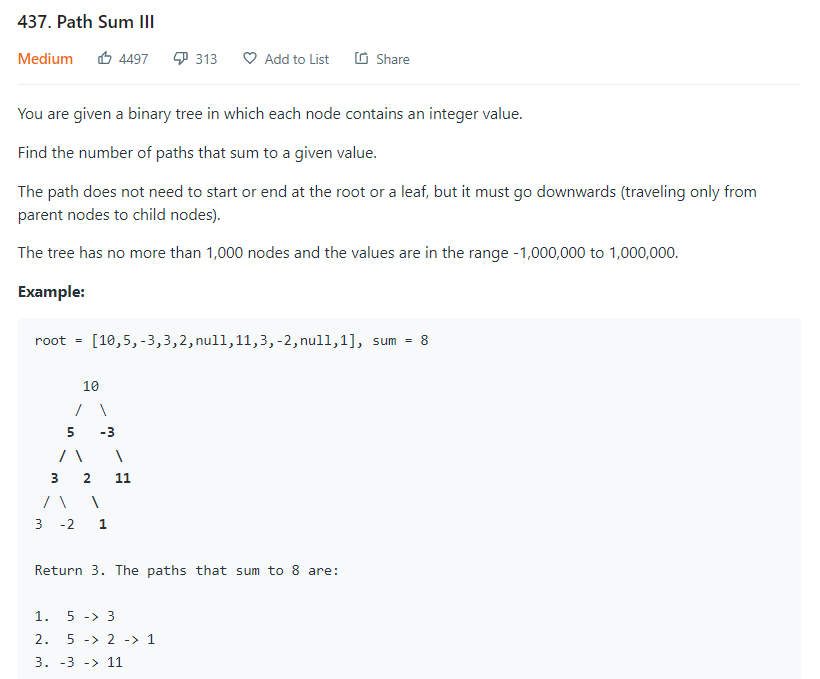 437. Path Sum III
Medium 4497 313 Add to List Share
You are given a binary tree in which each node contains an integer value.
Find the number of paths that sum to a given value.
The path does not need to start or end at the root or a leaf, but it must go downwards (traveling only from
parent nodes to child nodes).
The tree has no more than 1,000 nodes and the values are in the range -1,000,000 to 1,000,000.
Example:
root = [10,5,-3,3,2,null,11,3,-2,null,1], sum = 8
      10
     /  \
    5   -3
   / \    \
  3   2   11
 / \   \
3  -2   1
Return 3. The paths that sum to 8 are:
1.  5 -> 3
2.  5 -> 2 -> 1
3. -3 -> 11